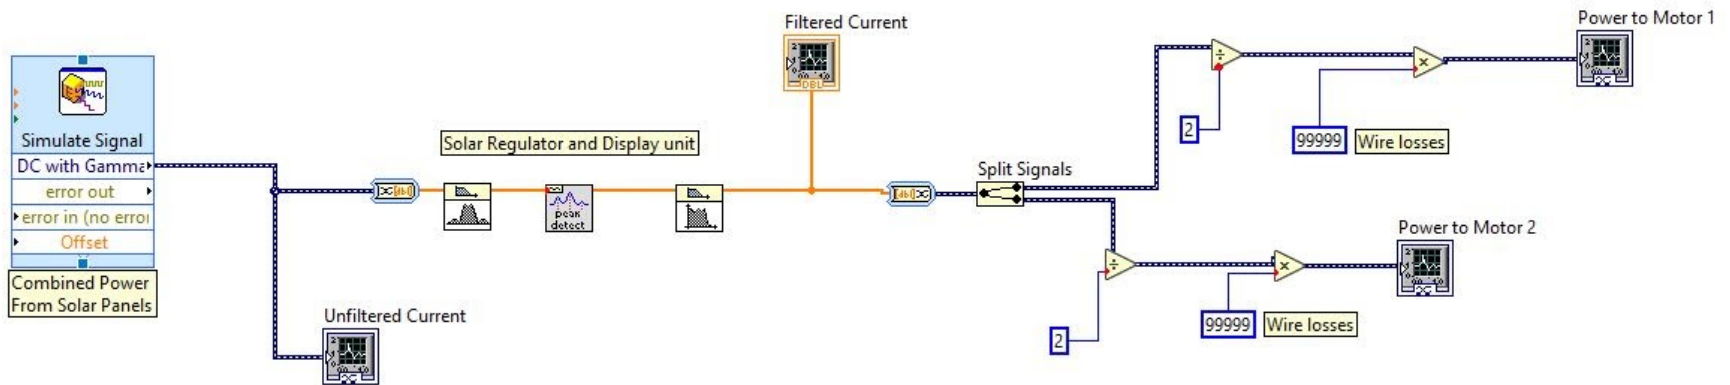 Filtered Current
Power to Motor 1
DBL
Simulate Signal
DC with Gamma
Solar Regulator and Display unit
error out
error in (no error
Offset
2
99999
Wire losses
Split Signals
peak
detect
Combined Power
From Solar Panels
Power to Motor 2
Unfiltered Current
2
99999
Wire losses